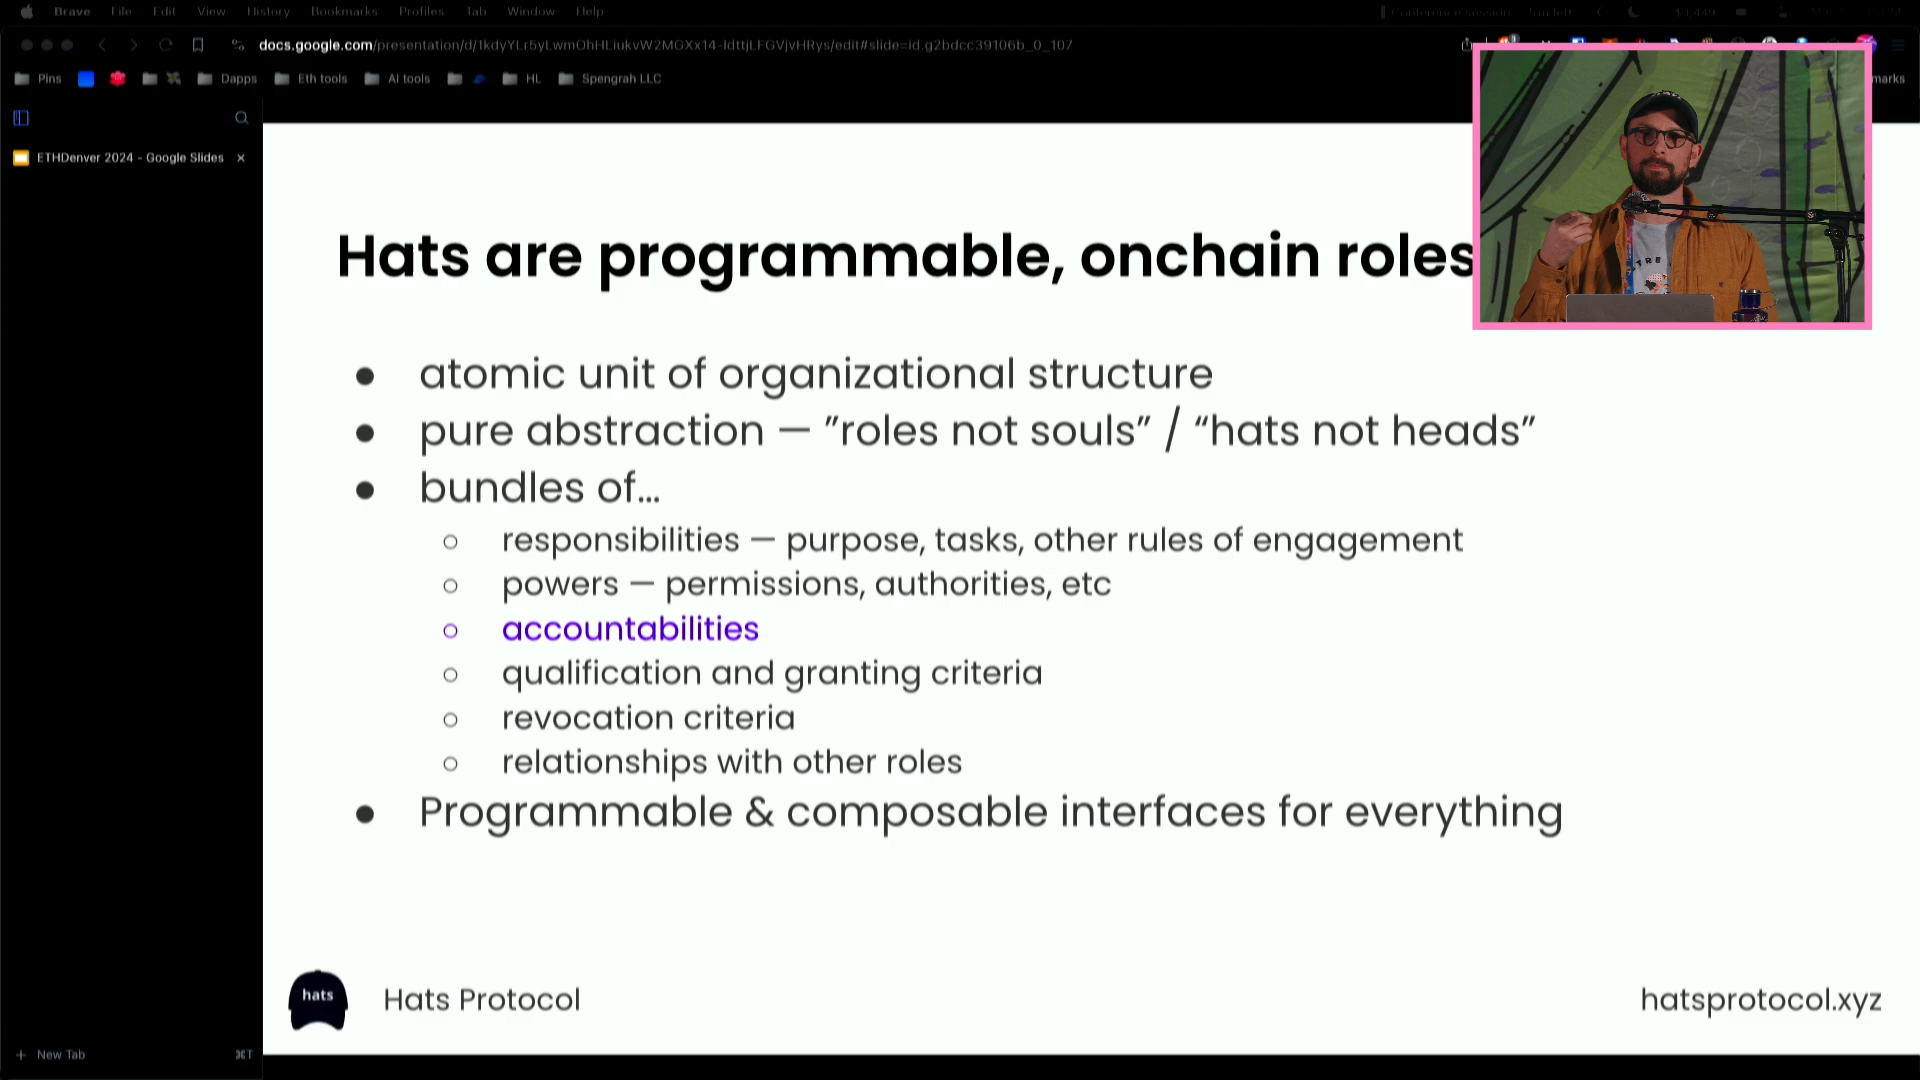 Brave File Edit View History Bookmarks Profiles Tab Window Help
docs.google.com/presentation/d/1kdyYLr5yLwmOhHLiukvW2MGXx14-IdttjLFGVjvHRys/edit#slide=id.g2bdcc39106b_0_107
Pins Dapps Eth tools AI tools HL Spengrah LLC
marks
ETHDenver 2024 - Google Slides
Hats are programmable, onchain roles
● atomic unit of organizational structure
● pure abstraction — ”roles not souls” / “hats not heads”
● bundles of…
○ responsibilities — purpose, tasks, other rules of engagement
○ powers — permissions, authorities, etc
○ accountabilities
○ qualification and granting criteria
○ revocation criteria
○ relationships with other roles
● Programmable & composable interfaces for everything
hats
Hats Protocol
hatsprotocol.xyz
New Tab ⌘T